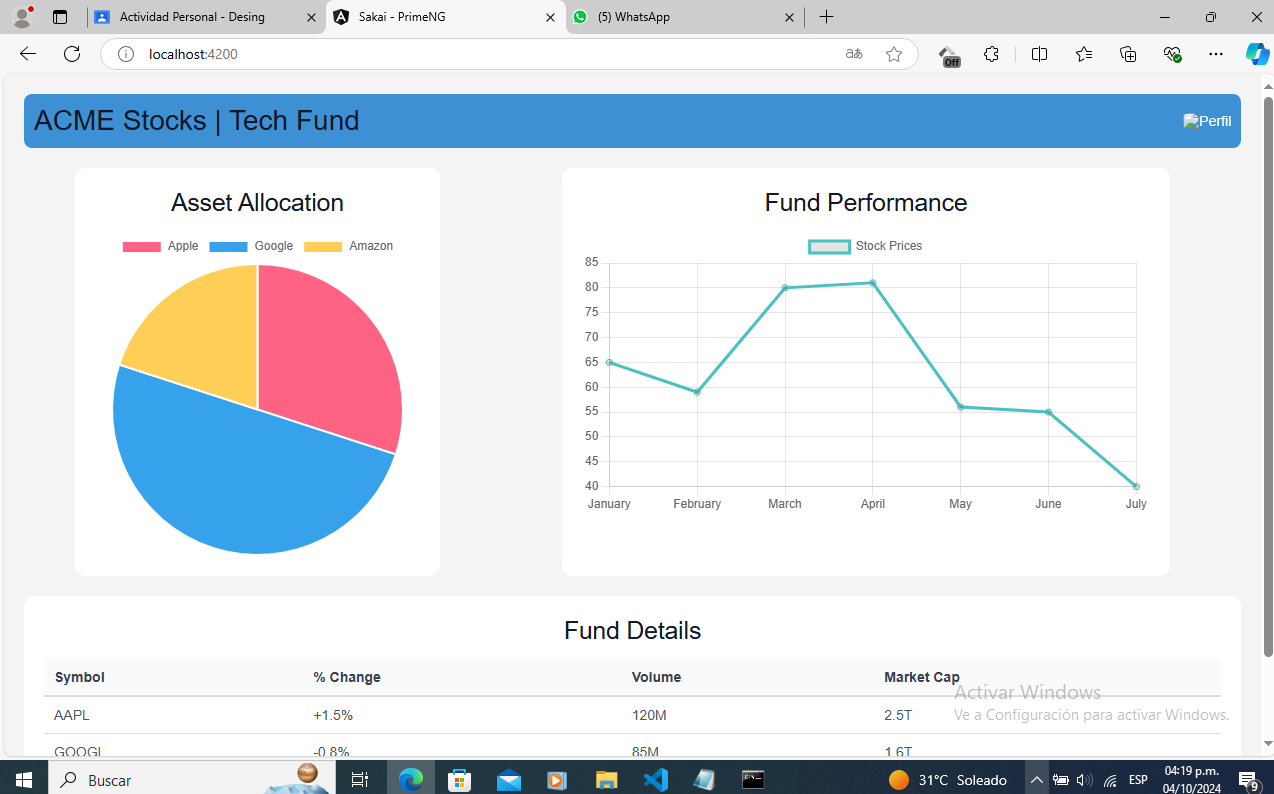 Actividad Personal - Desing
Sakai - PrimeNG
(5) WhatsApp
localhost:4200
aあ
Off
ACME Stocks | Tech Fund
Perfil
Asset Allocation
Apple Google Amazon
Fund Performance
Stock Prices
85
80
75
70
65
60
55
50
45
40
January February March April May June July
Fund Details
Symbol % Change Volume Market Cap
AAPL +1.5% 120M 2.5T
GOOGL -0.8% 85M 1.6T
Activar Windows
Ve a Configuración para activar Windows.
Buscar
31°C Soleado
ESP
04:19 p.m.
04/10/2024
9